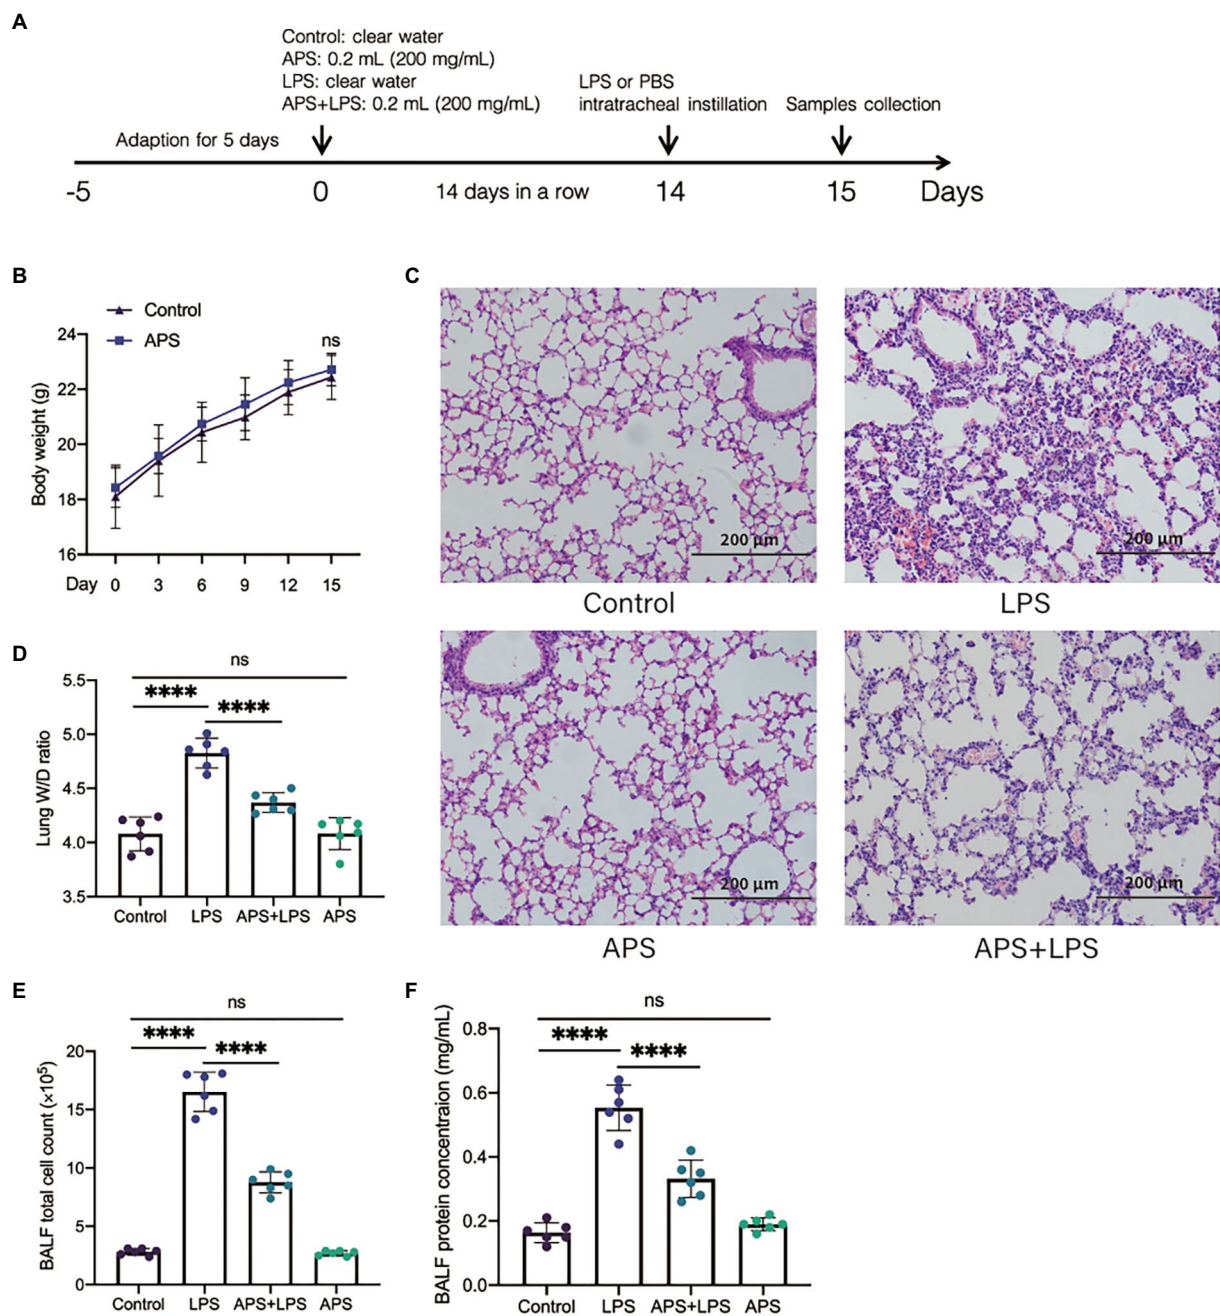 A
Control: clear water
APS: 0.2 mL (200 mg/mL)
LPS: clear water
APS+LPS: 0.2 mL (200 mg/mL)
LPS or PBS
intratracheal instillation
Samples collection
Adaption for 5 days
-5
0
14 days in a row
14
15
Days
B
Control
APS
ns
Body weight (g)
24
22
20
18
16
Day
0
3
6
9
12
15
C
200 μm
Control
200 μm
LPS
200 μm
APS
200 μm
APS+LPS
D
ns
****
****
Lung W/D ratio
5.5
5.0
4.5
4.0
3.5
Control
LPS
APS+LPS
APS
E
ns
****
****
BALF total cell count (×10⁵)
20
15
10
5
0
Control
LPS
APS+LPS
APS
F
ns
****
****
BALF protein concentraion (mg/mL)
0.8
0.6
0.4
0.2
0.0
Control
LPS
APS+LPS
APS